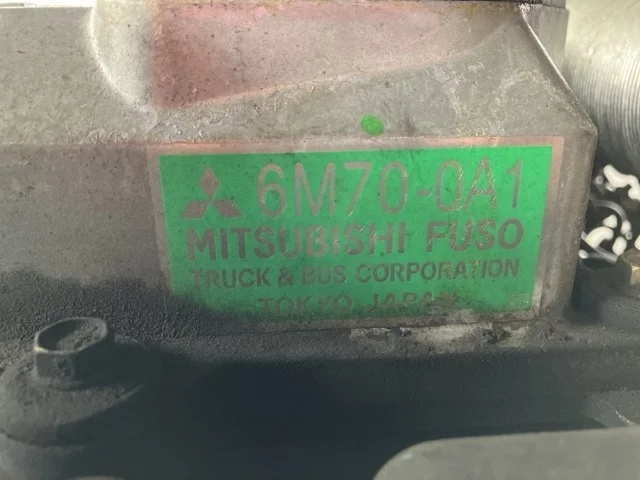 6M70-0A1
MITSUBISHI FUSO
TRUCK & BUS CORPORATION
TOKYO JAPAN